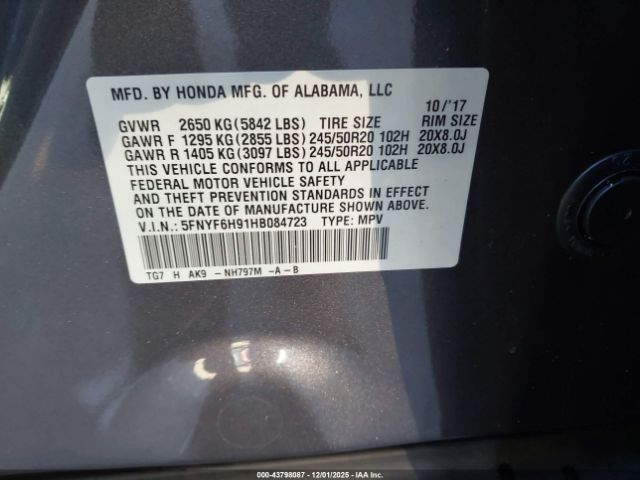 MFD. BY HONDA MFG. OF ALABAMA, LLC
10/'17
GVWR 2650 KG(5842 LBS) TIRE SIZE RIM SIZE
GAWR F 1295 KG(2855 LBS)245/50R20 102H 20X8.0J
GAWR R 1405 KG(3097 LBS)245/50R20 102H 20X8.0J
THIS VEHICLE CONFORMS TO ALL APPLICABLE
FEDERAL MOTOR VEHICLE SAFETY
AND THEFT PREVENTION STANDARDS IN EFFECT
ON THE DATE OF MANUFACTURE SHOWN ABOVE.
V.I.N.:5FNYF6H91HB084723 TYPE: MPV
TG7 H AK9 - NH797M -A-B
000-43798087 - 12/01/2025 - IAA Inc.